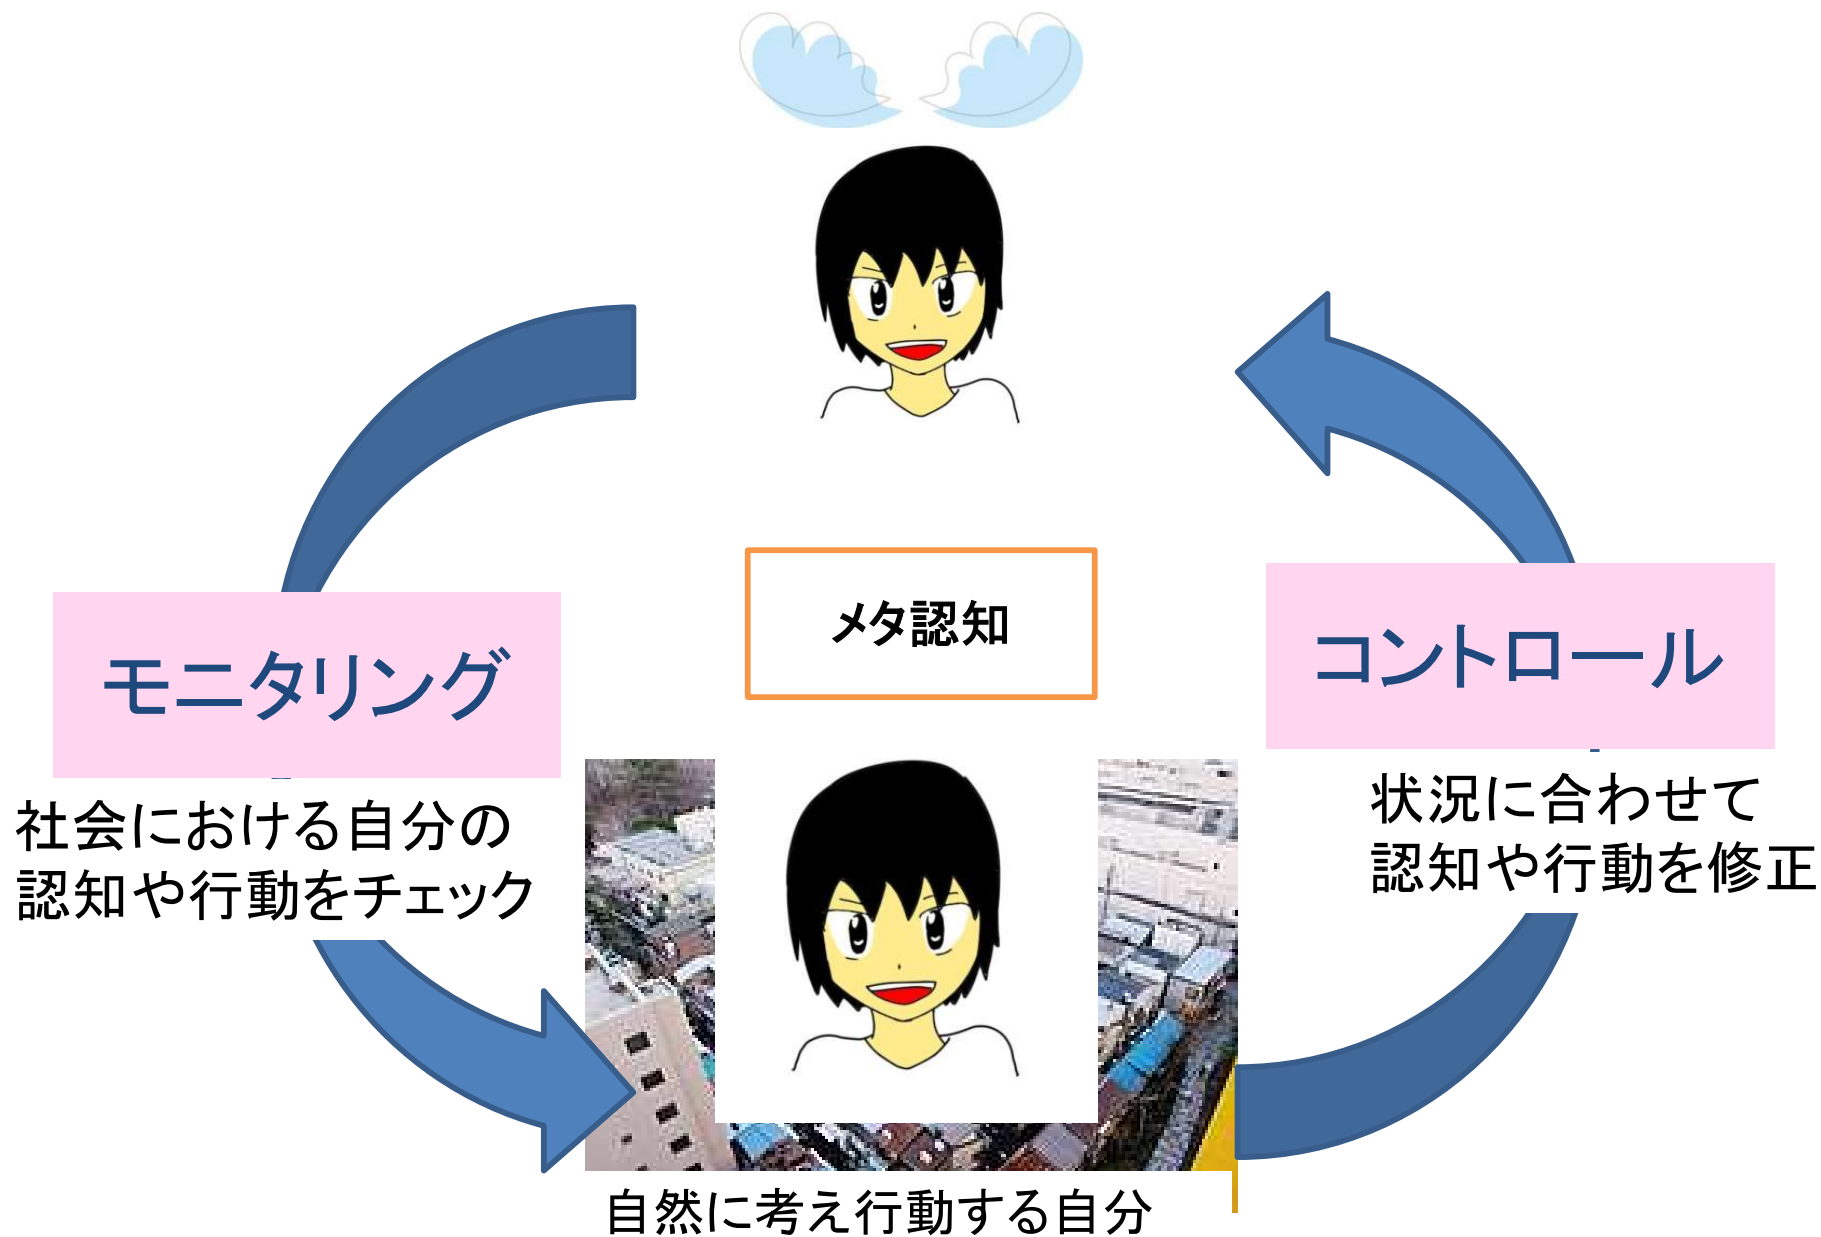 メタ認知
モニタリング
社会における自分の
認知や行動をチェック
コントロール
状況に合わせて
認知や行動を修正
自然に考え行動する自分